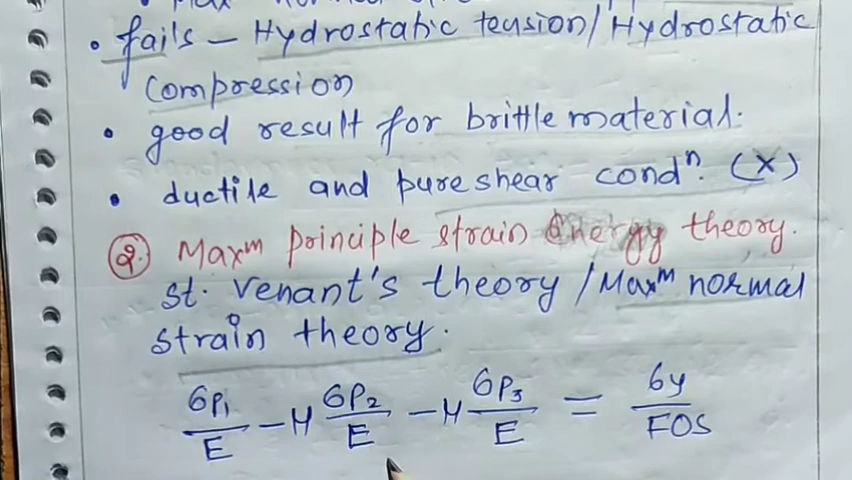 • fails – Hydrostatic tension/Hydrostatic
compression
• good result for brittle material.
• ductile and pure shear condⁿ. (X)
②. Maxᵐ principle strain energy theory.
St. Venant's theory / Maxᵐ normal
strain theory.
σP₁/E – μ σP₂/E – μ σP₃/E = σy/FOS